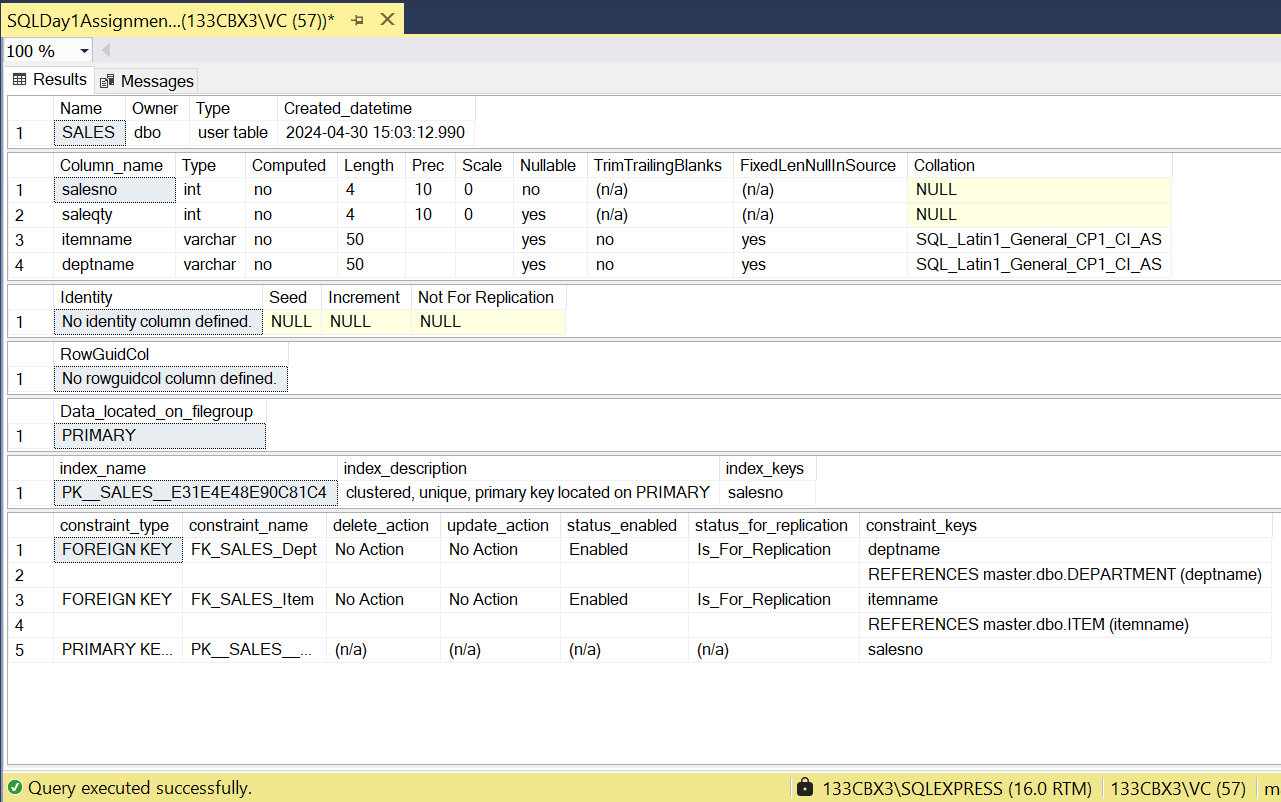 SQLDay1Assignmen...(133CBX3\VC (57))*
100 %
Results Messages
Name Owner Type Created_datetime
1 SALES dbo user table 2024-04-30 15:03:12.990
Column_name Type Computed Length Prec Scale Nullable TrimTrailingBlanks FixedLenNullInSource Collation
1 salesno int no 4 10 0 no (n/a) (n/a) NULL
2 saleqty int no 4 10 0 yes (n/a) (n/a) NULL
3 itemname varchar no 50 yes no yes SQL_Latin1_General_CP1_CI_AS
4 deptname varchar no 50 yes no yes SQL_Latin1_General_CP1_CI_AS
Identity Seed Increment Not For Replication
1 No identity column defined. NULL NULL NULL
RowGuidCol
1 No rowguidcol column defined.
Data_located_on_filegroup
1 PRIMARY
index_name index_description index_keys
1 PK__SALES__E31E4E48E90C81C4 clustered, unique, primary key located on PRIMARY salesno
constraint_type constraint_name delete_action update_action status_enabled status_for_replication constraint_keys
1 FOREIGN KEY FK_SALES_Dept No Action No Action Enabled Is_For_Replication deptname
2 REFERENCES master.dbo.DEPARTMENT (deptname)
3 FOREIGN KEY FK_SALES_Item No Action No Action Enabled Is_For_Replication itemname
4 REFERENCES master.dbo.ITEM (itemname)
5 PRIMARY KE... PK__SALES__... (n/a) (n/a) (n/a) (n/a) salesno
Query executed successfully. 133CBX3\SQLEXPRESS (16.0 RTM) 133CBX3\VC (57) m